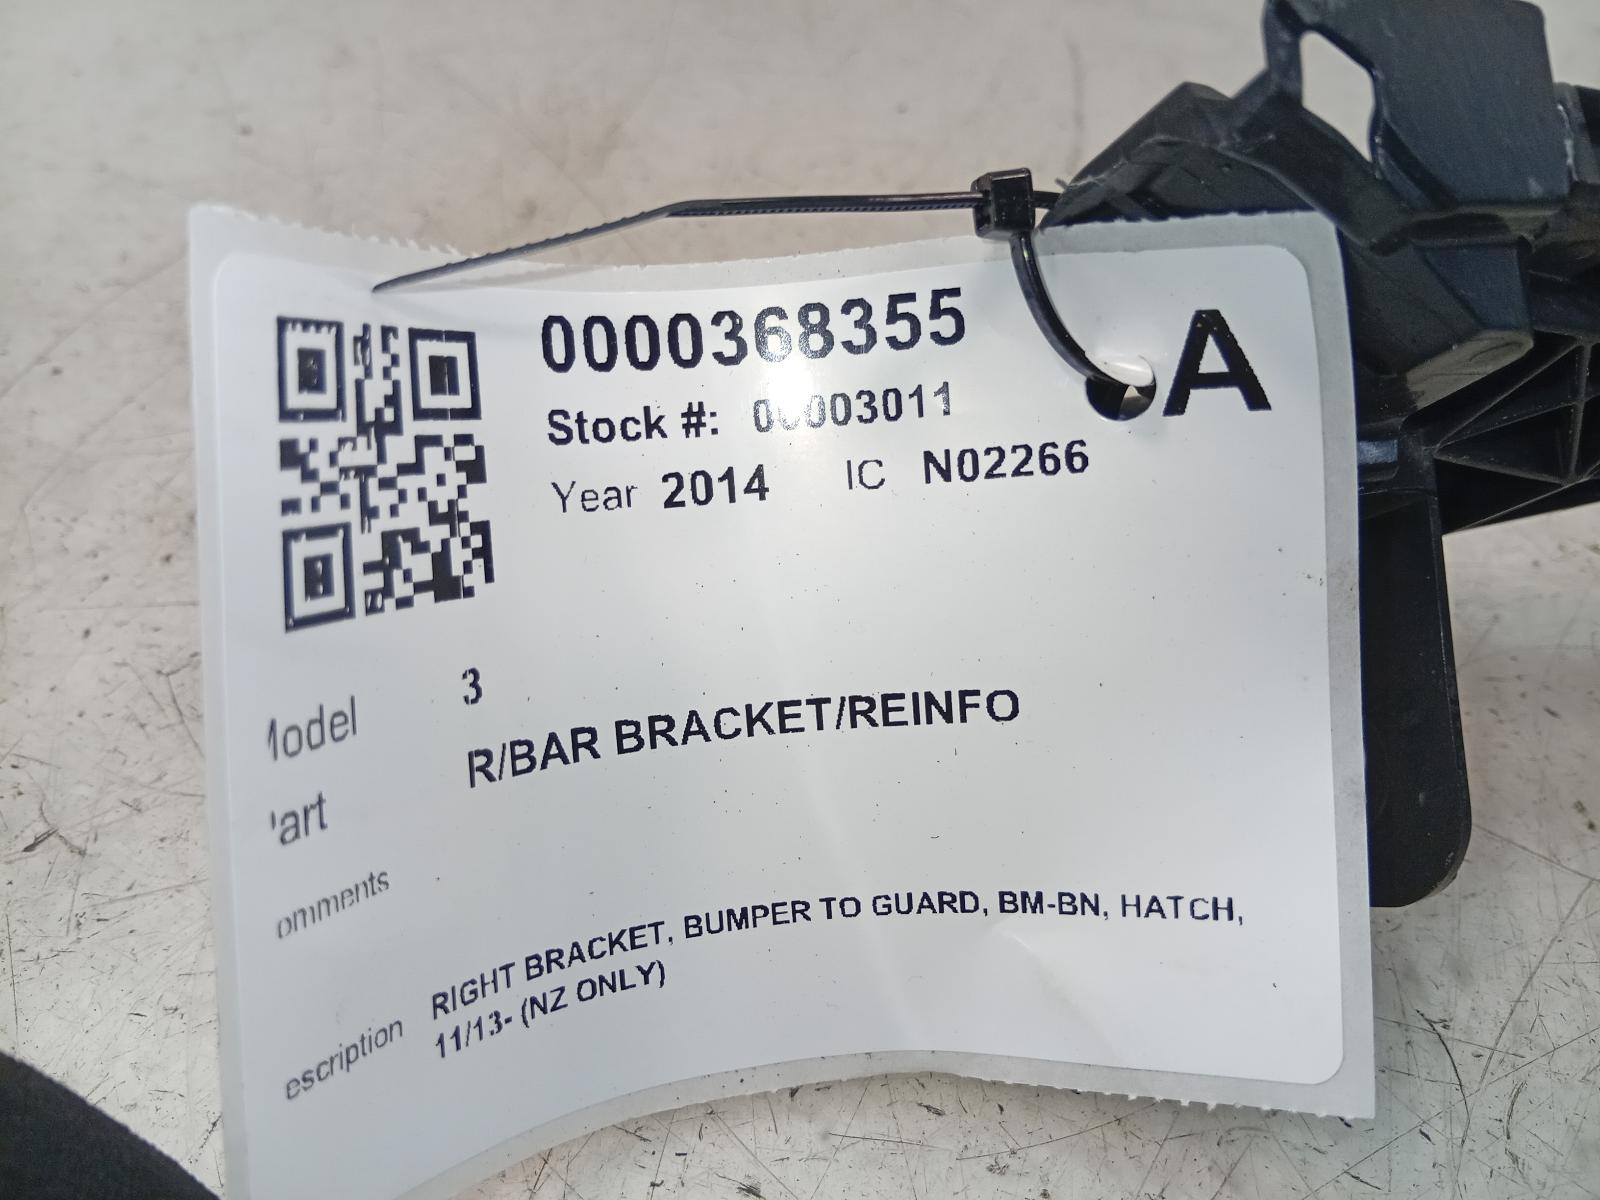 0000368355
A
Stock #: 00003011
Year 2014 IC N02266
Model 3
Part R/BAR BRACKET/REINFO
omments
escription RIGHT BRACKET, BUMPER TO GUARD, BM-BN, HATCH,
11/13- (NZ ONLY)